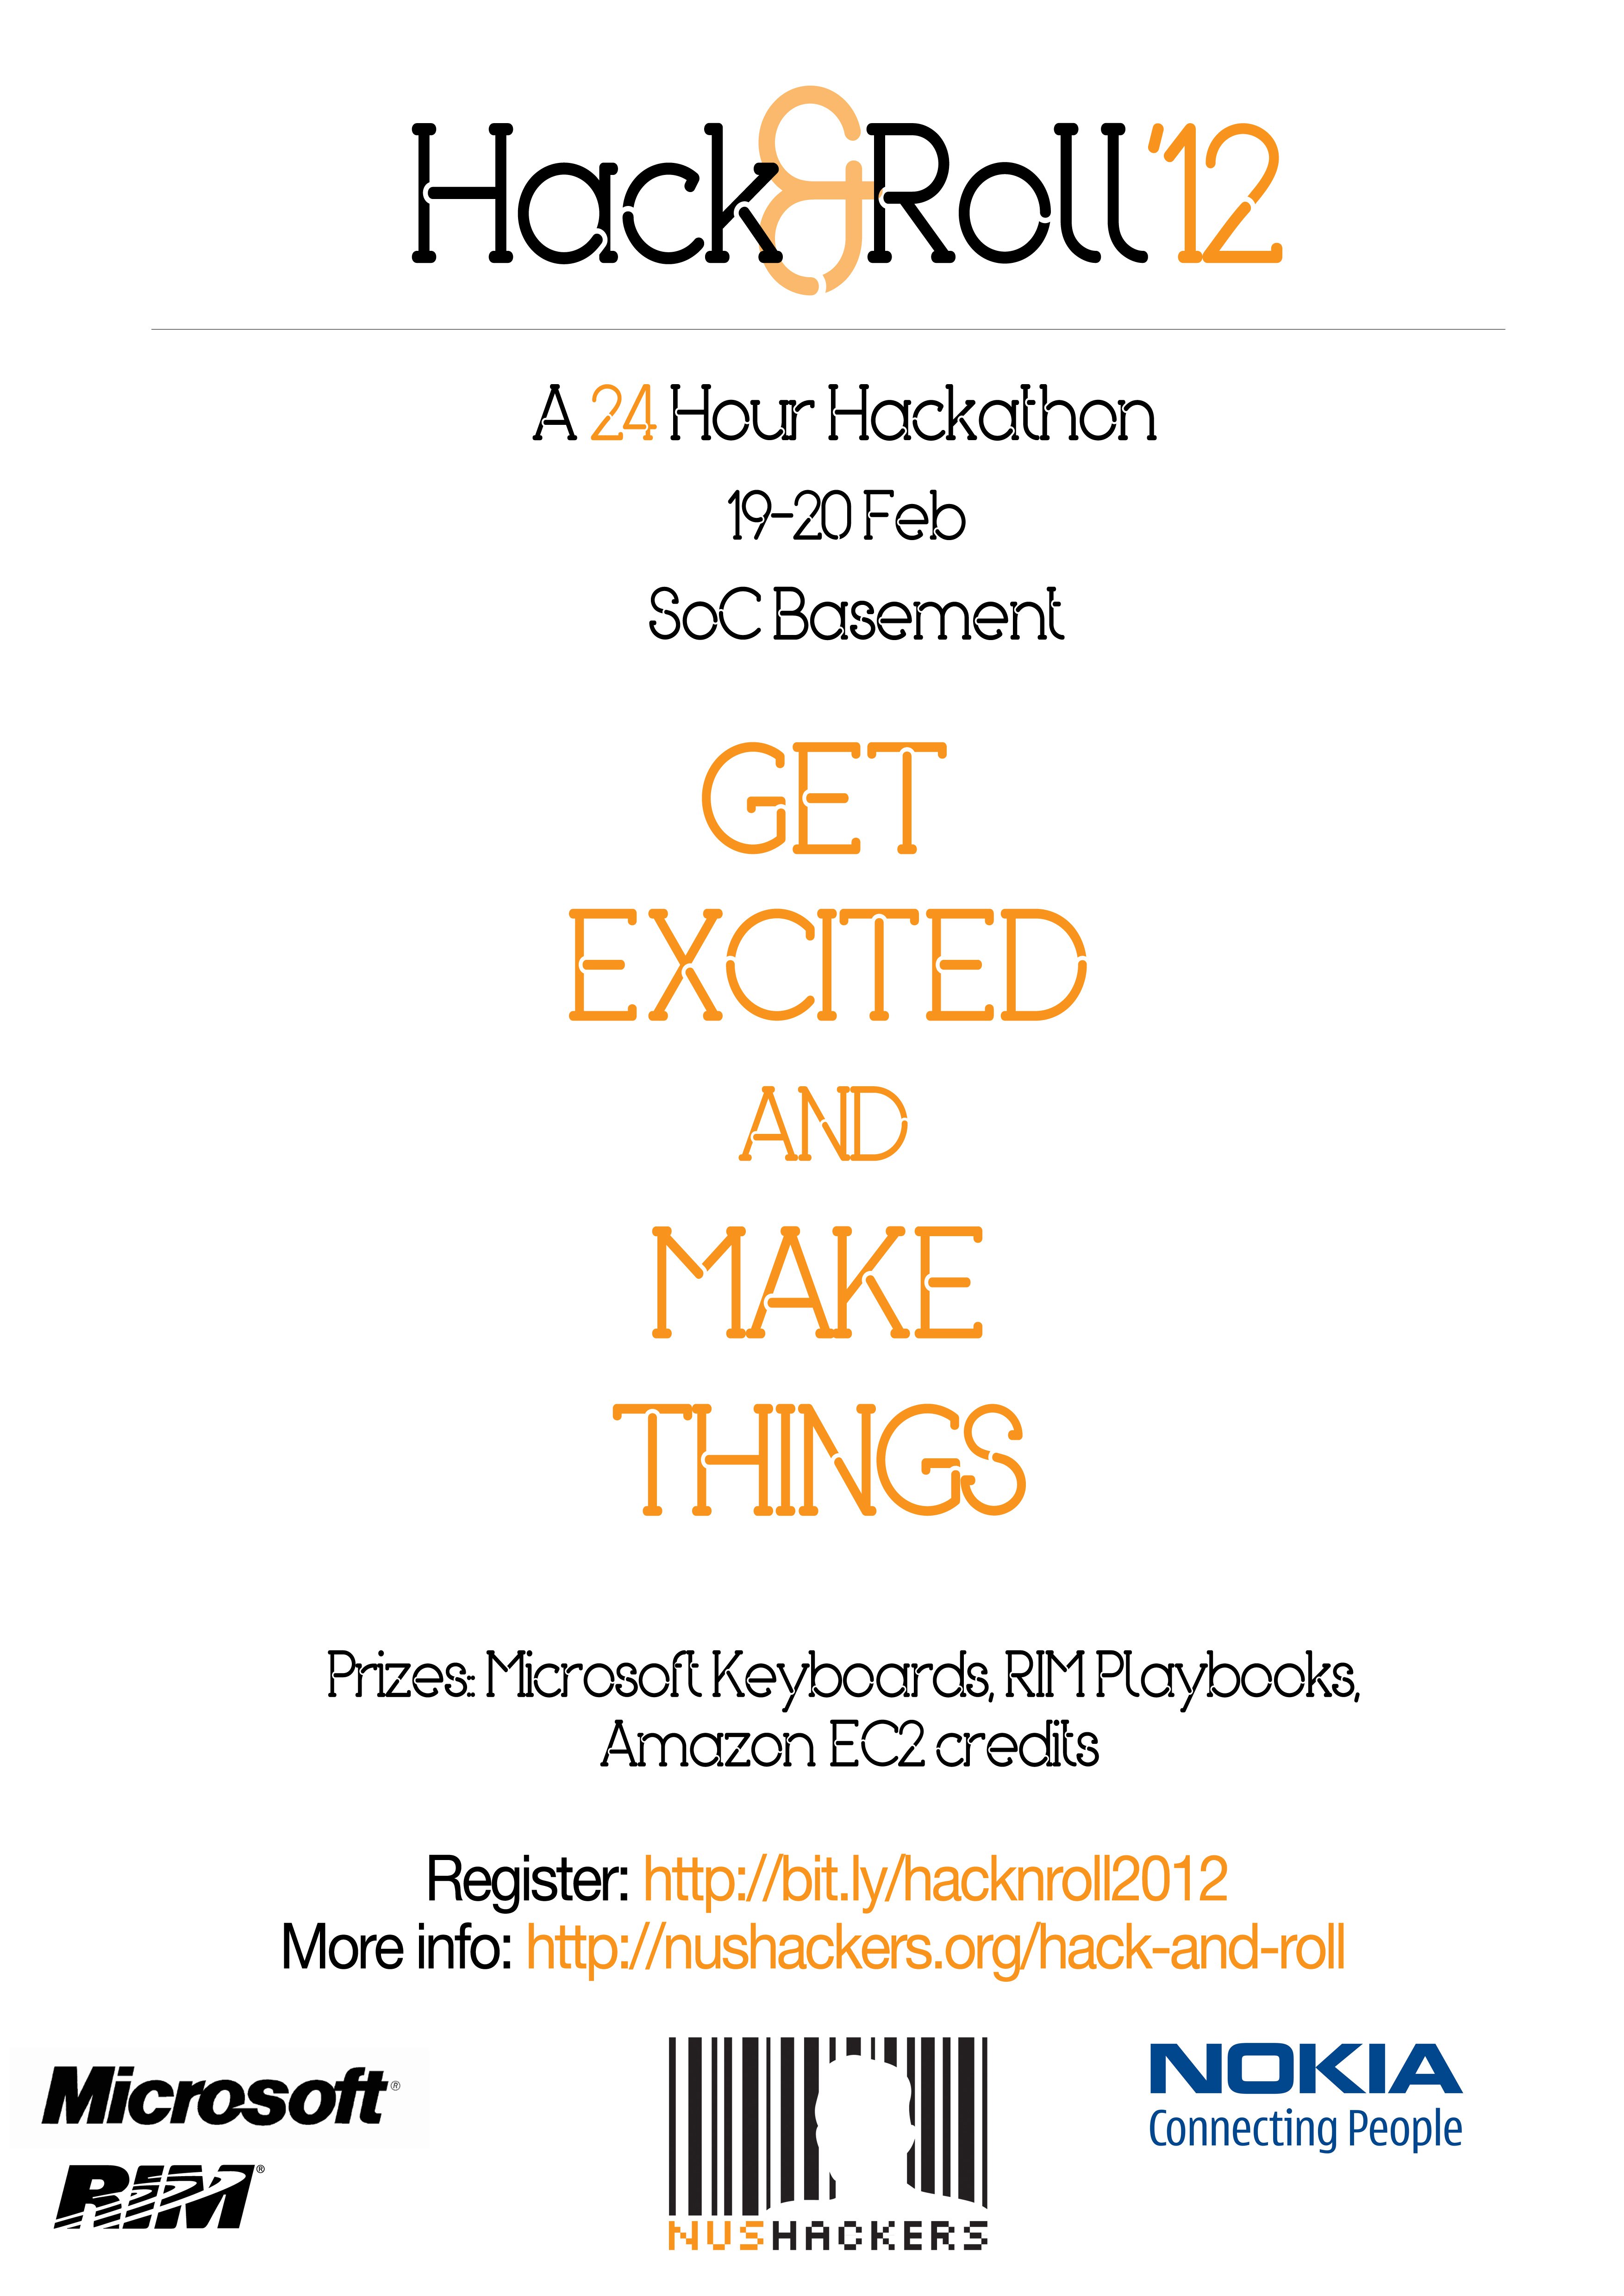 Hack&Roll'12
A 24 Hour Hackathon
19-20 Feb
SoC Basement
GET
EXCITED
AND
MAKE
THINGS
Prizes: Microsoft Keyboards, RIM Playbooks,
Amazon EC2 credits
Register: http://bit.ly/hacknroll2012
More info: http://nushackers.org/hack-and-roll
Microsoft®
RIM®
NUSHACKERS
NOKIA
Connecting People